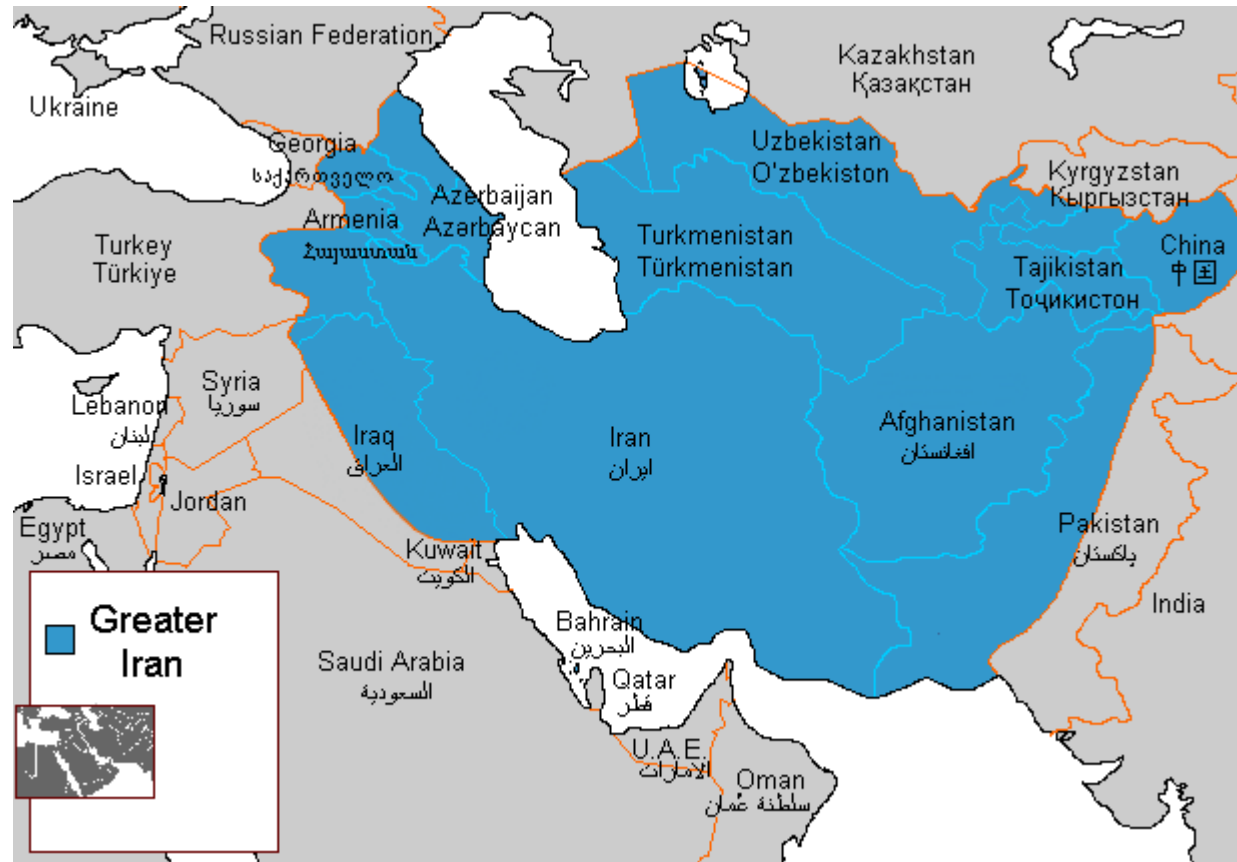 Russian Federation
Ukraine
Kazakhstan
Қазақстан
Georgia
საქართველო
Uzbekistan
O'zbekiston
Kyrgyzstan
Кыргызстан
Azerbaijan
Azərbaycan
Armenia
Հայաստան
Turkey
Türkiye
Turkmenistan
Türkmenistan
Tajikistan
Тоҷикистон
China
中国
Syria
سوريا
Lebanon
لبنان
Iraq
العراق
Iran
ايران
Afghanistan
افغانستان
Israel
Jordan
Egypt
مصر
Kuwait
الكويت
Pakistan
پاکستان
India
Bahrain
البحرين
Saudi Arabia
السعودية
Qatar
قطر
U.A.E.
الامارات
Oman
سلطنة عُمان
Greater
Iran